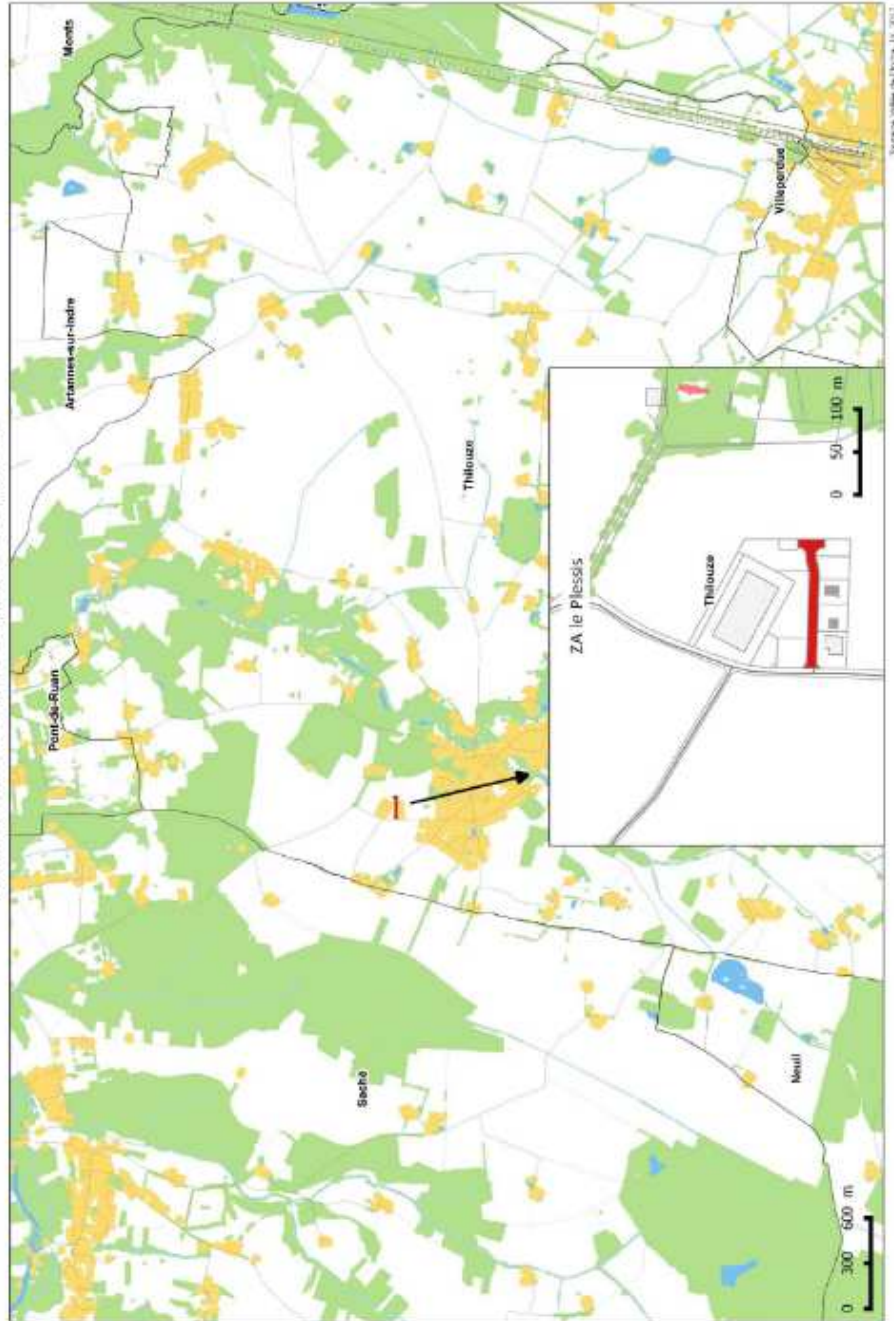 Monts
Artannes-sur-Indre
Pont-de-Ruan
Villeperdue
Thilouze
Saché
Neuil
ZA le Plessis
Thilouze
0 50 100 m
0 300 600 m